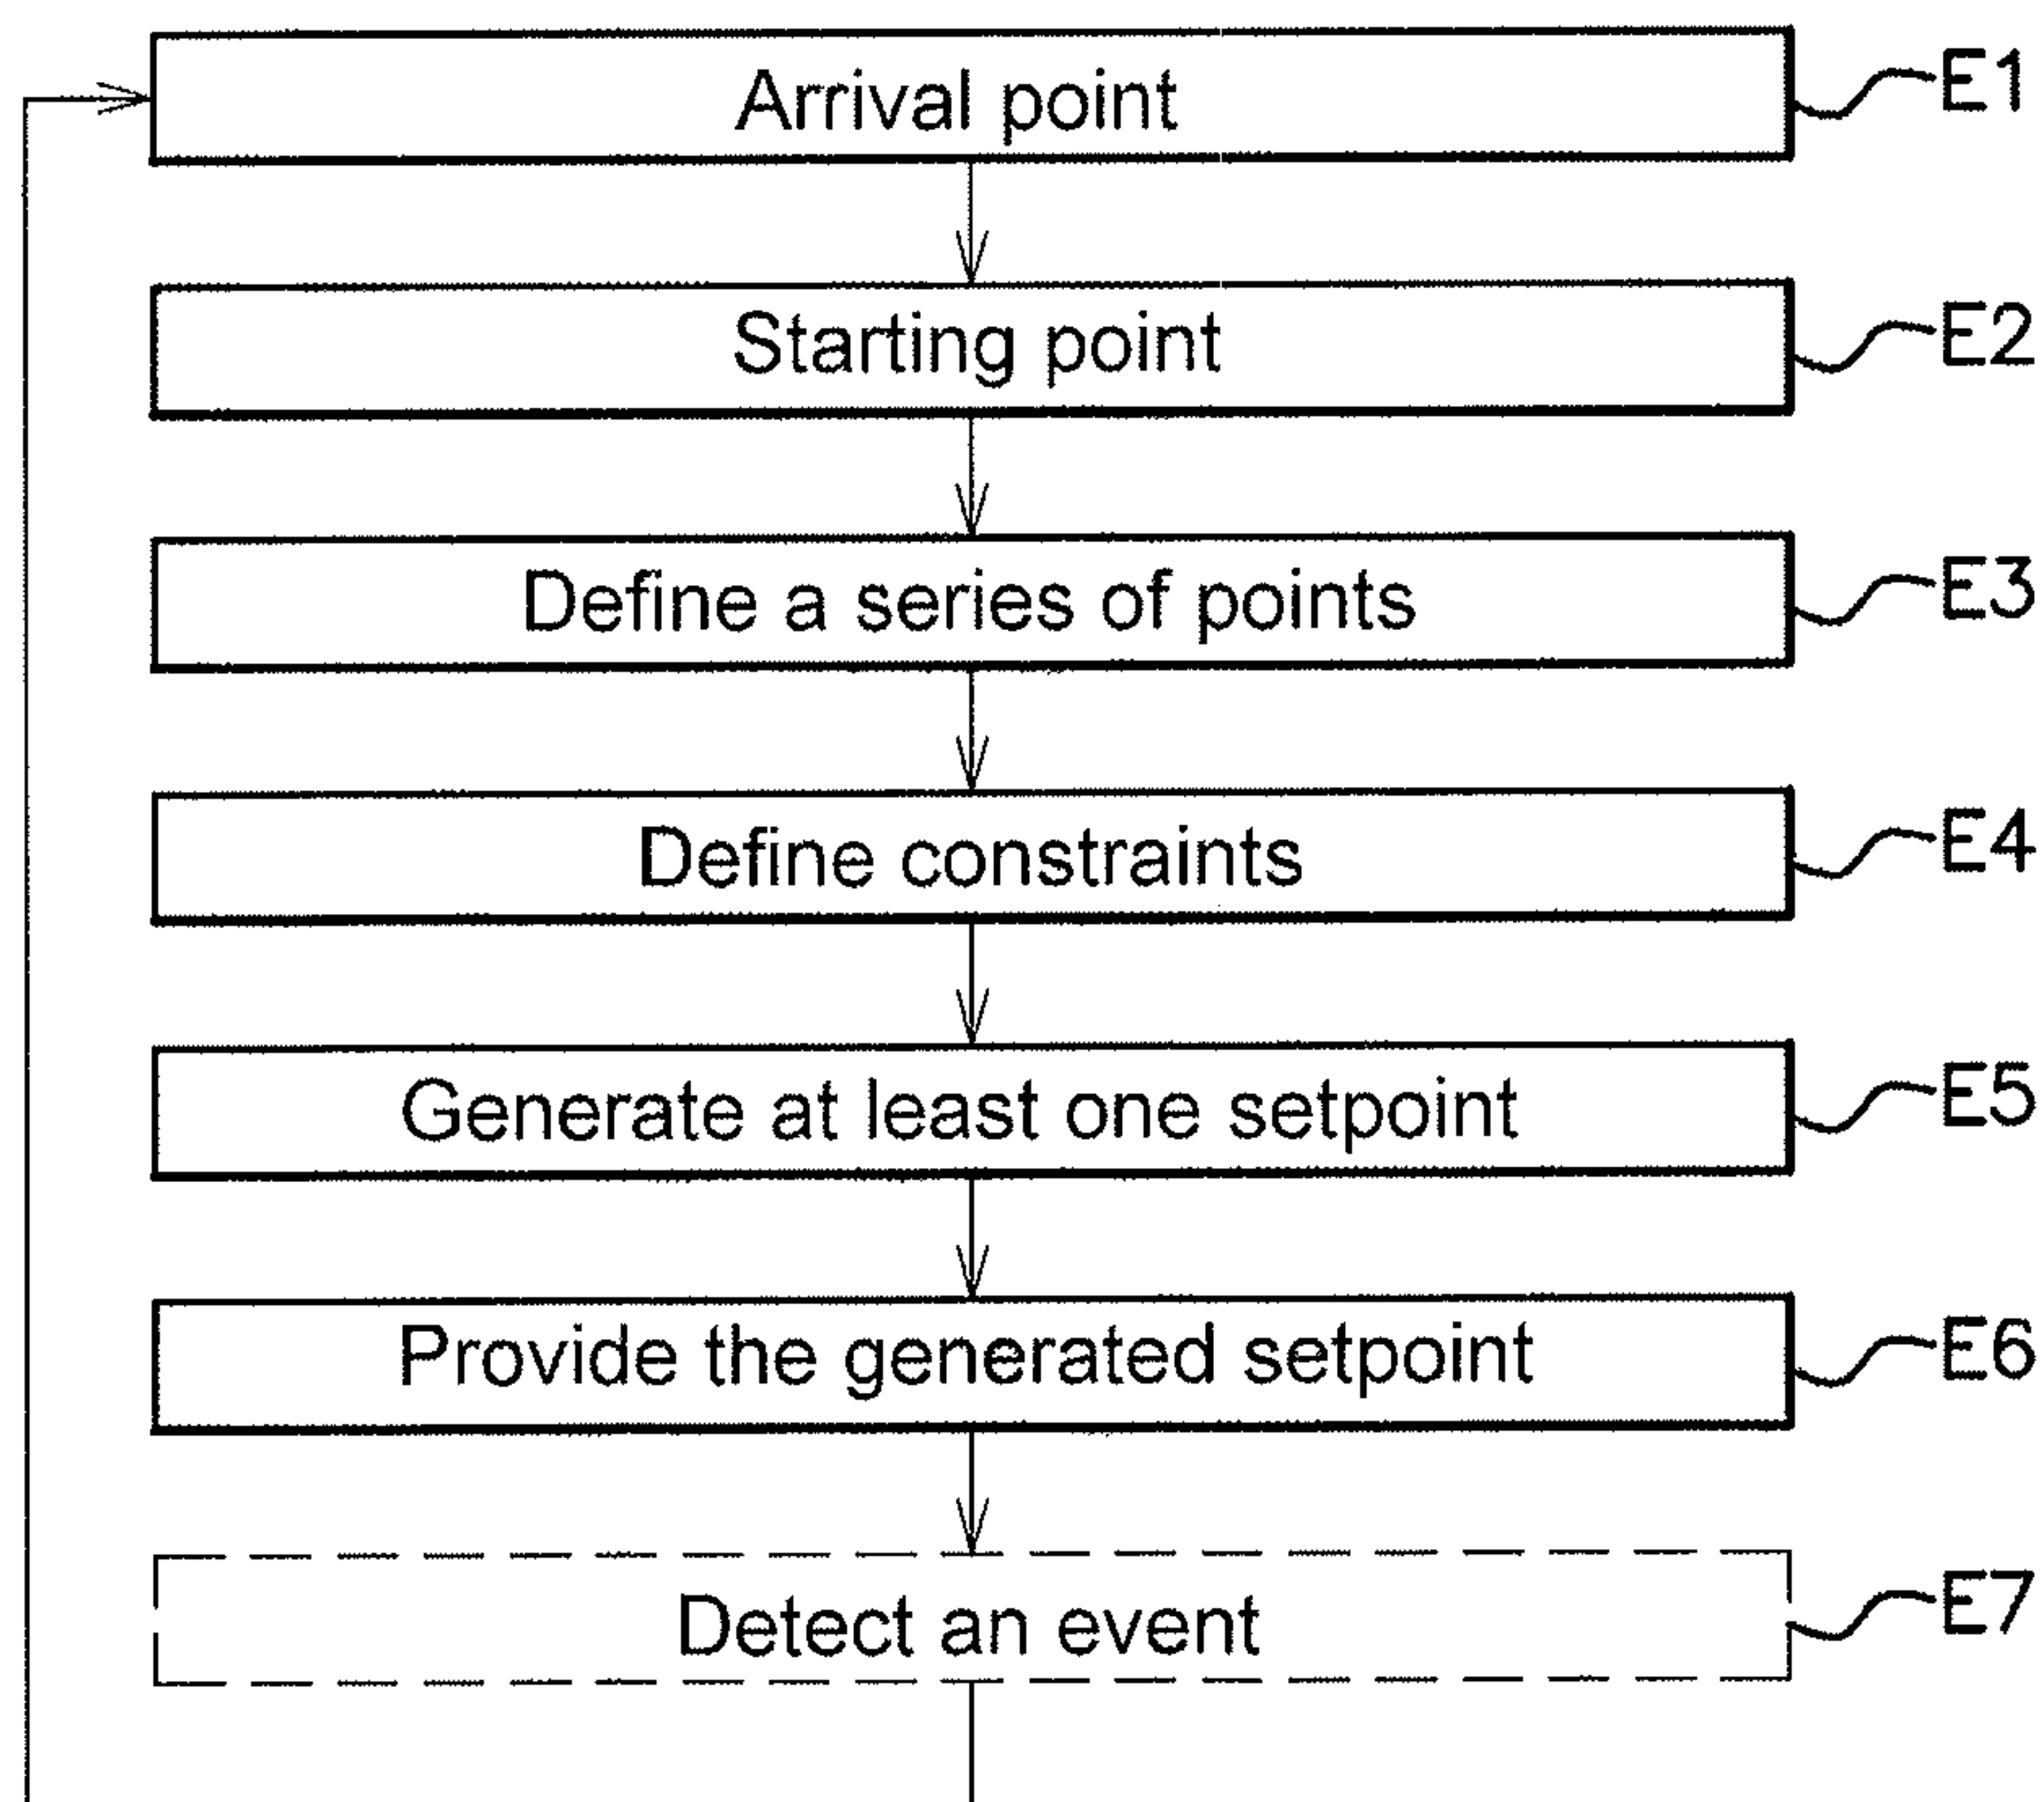 Arrival point E1
Starting point E2
Define a series of points E3
Define constraints E4
Generate at least one setpoint E5
Provide the generated setpoint E6
Detect an event E7